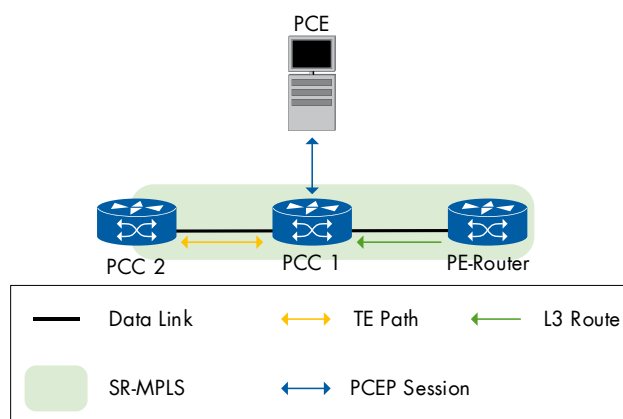 PCE
PCC 2
PCC 1
PE-Router
Data Link
TE Path
L3 Route
SR-MPLS
PCEP Session